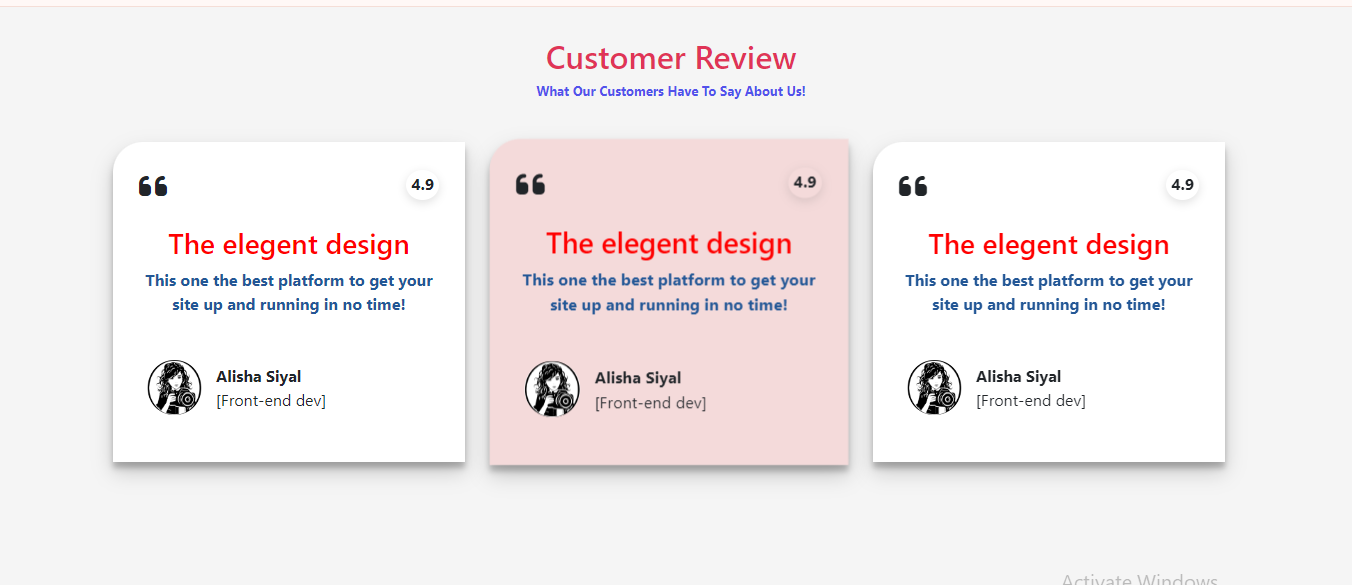 Customer Review
What Our Customers Have To Say About Us!
4.9
The elegent design
This one the best platform to get your
site up and running in no time!
Alisha Siyal
[Front-end dev]
4.9
The elegent design
This one the best platform to get your
site up and running in no time!
Alisha Siyal
[Front-end dev]
4.9
The elegent design
This one the best platform to get your
site up and running in no time!
Alisha Siyal
[Front-end dev]
Activate Windows